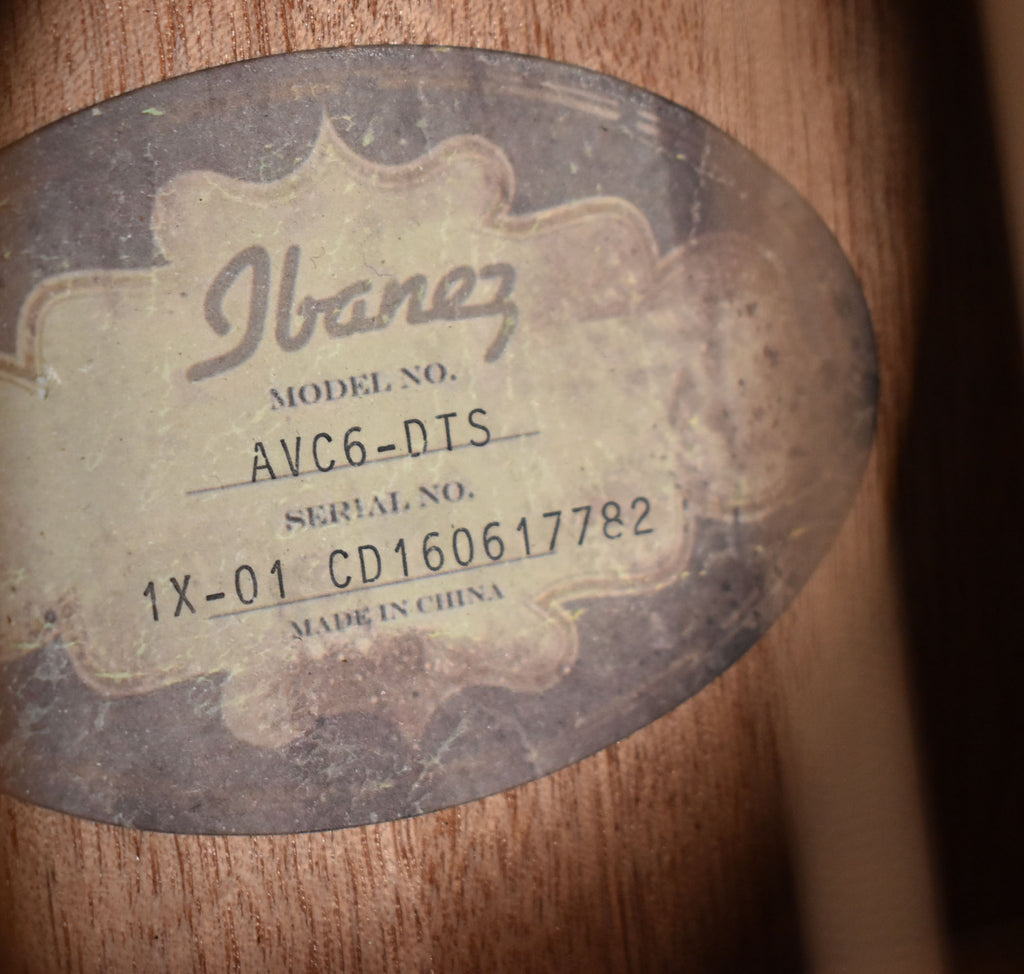 Ibanez
MODEL NO.
AVC6-DTS
SERIAL NO.
1X-01 CD160617782
MADE IN CHINA